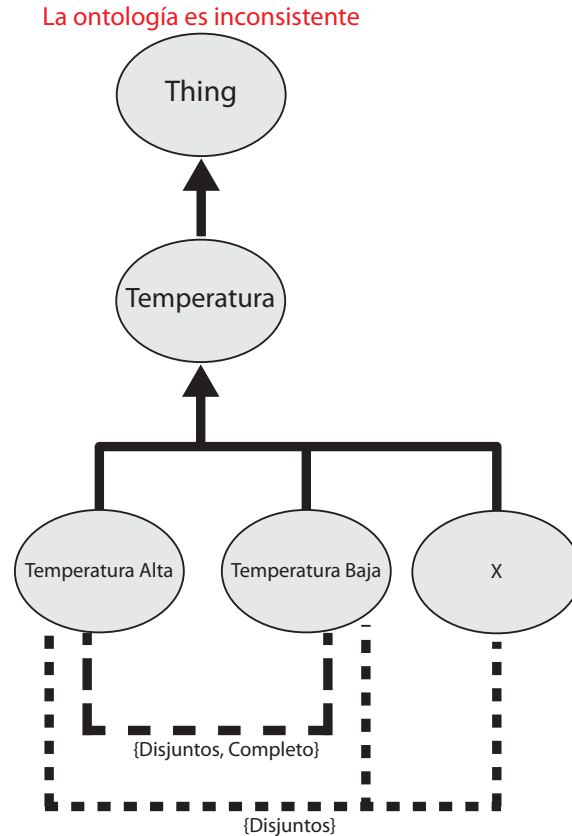 La ontología es inconsistente
Thing
Temperatura
Temperatura Alta
Temperatura Baja
X
{Disjuntos, Completo}
{Disjuntos}